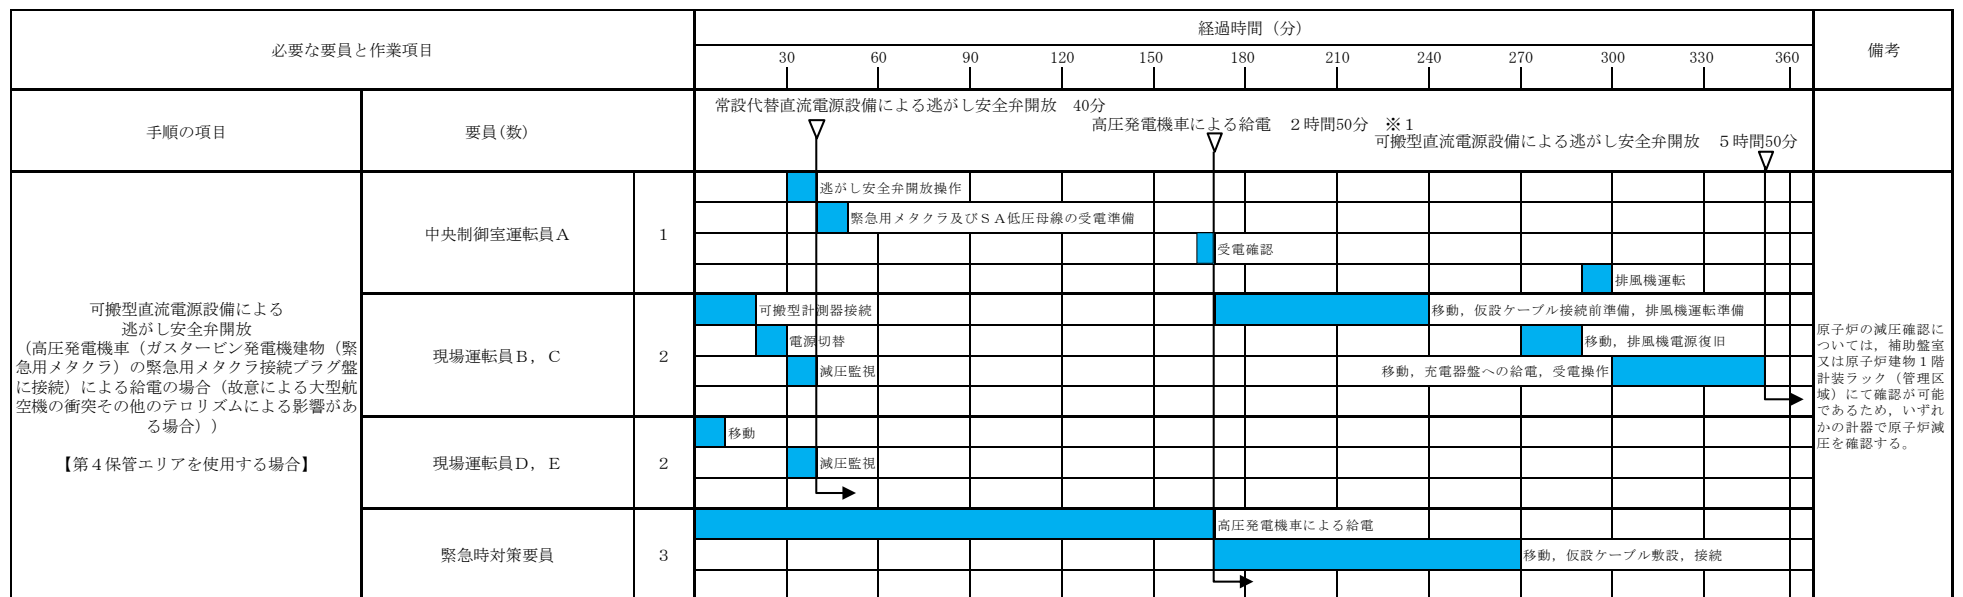 必要な要員と作業項目
経過時間（分）
備考
30 60 90 120 150 180 210 240 270 300 330 360
手順の項目
要員(数)
常設代替直流電源設備による逃がし安全弁開放　40分
高圧発電機車による給電　２時間50分　※１
可搬型直流電源設備による逃がし安全弁開放　５時間50分
可搬型直流電源設備による
逃がし安全弁開放
（高圧発電機車（ガスタービン発電機建物（緊
急用メタクラ）の緊急用メタクラ接続プラグ盤
に接続）による給電の場合（故意による大型航
空機の衝突その他のテロリズムによる影響があ
る場合））
【第４保管エリアを使用する場合】
中央制御室運転員Ａ
1
逃がし安全弁開放操作
緊急用メタクラ及びＳＡ低圧母線の受電準備
受電確認
排風機運転
現場運転員Ｂ，Ｃ
2
可搬型計測器接続
移動，仮設ケーブル接続前準備，排風機運転準備
電源切替
移動，排風機電源復旧
減圧監視
移動，充電器盤への給電，受電操作
現場運転員Ｄ，Ｅ
2
移動
減圧監視
緊急時対策要員
3
高圧発電機車による給電
移動，仮設ケーブル敷設，接続
原子炉の減圧確認に
ついては，補助盤室
又は原子炉建物１階
計装ラック（管理区
域）にて確認が可能
であるため，いずれ
かの計器で原子炉減
圧を確認する。